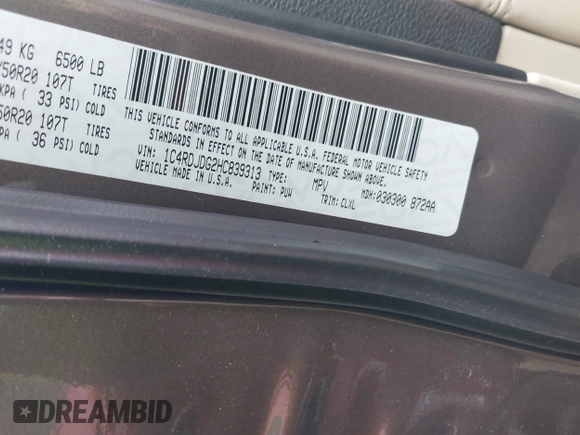 49 KG 6500 LB
50R20 107T TIRES
KPA ( 33 PSI) COLD
50R20 107T TIRES
KPA ( 36 PSI) COLD
THIS VEHICLE CONFORMS TO ALL APPLICABLE U.S.A. FEDERAL MOTOR VEHICLE SAFETY
STANDARDS IN EFFECT ON THE DATE OF MANUFACTURE SHOWN ABOVE.
VIN: 1C4RDJDG2HC839313 TYPE: MPV MDH: 030300 872AA
VEHICLE MADE IN U.S.A. PAINT: PUW TRIM: CLXL
DREAMBID